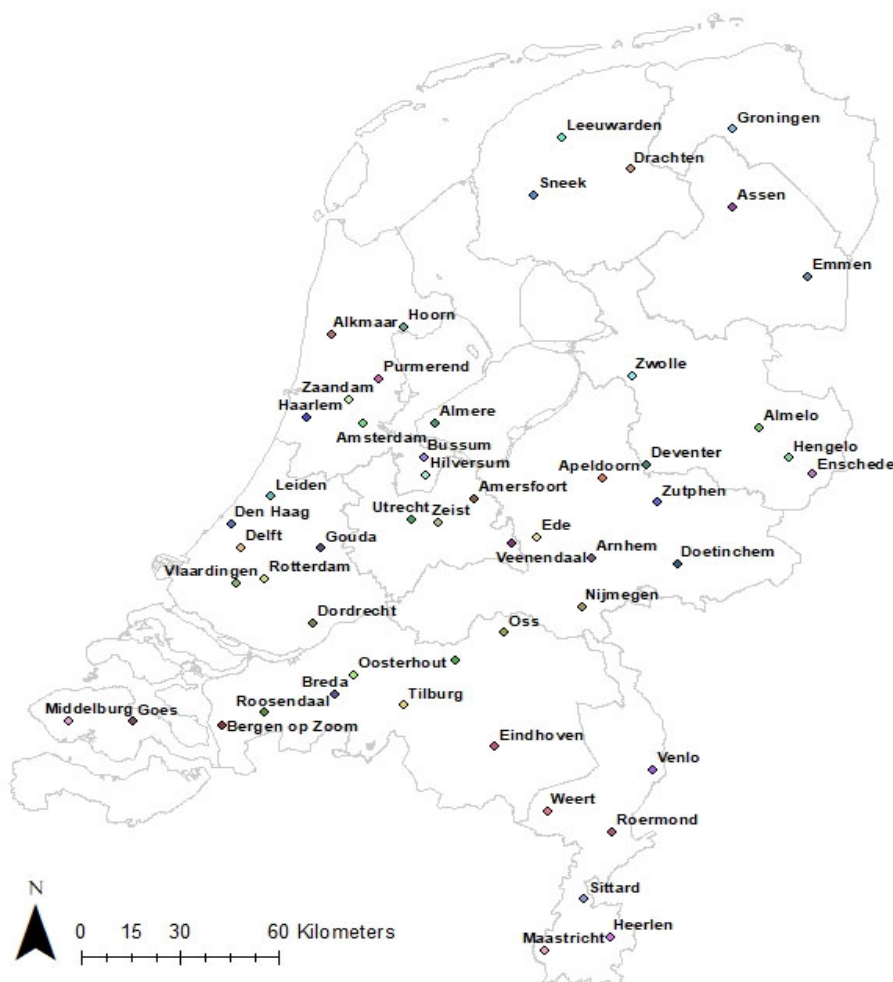 Leeuwarden
Groningen
Drachten
Sneek
Assen
Emmen
Hoorn
Alkmaar
Purmerend
Zwolle
Zaandam
Haarlem
Almere
Almelo
Amsterdam
Bussum
Deventer
Hengelo
Hilversum
Apeldoorn
Enschede
Leiden
Amersfoort
Zutphen
Den Haag
Utrecht
Zeist
Ede
Delft
Gouda
Arnhem
Doetinchem
Veenendaal
Vlaardingen
Rotterdam
Nijmegen
Dordrecht
Oss
Oosterhout
Breda
Roosendaal
Tilburg
Middelburg
Goes
Bergen op Zoom
Eindhoven
Venlo
Weert
Roermond
Sittard
N
Heerlen
Maastricht
0 15 30 60 Kilometers